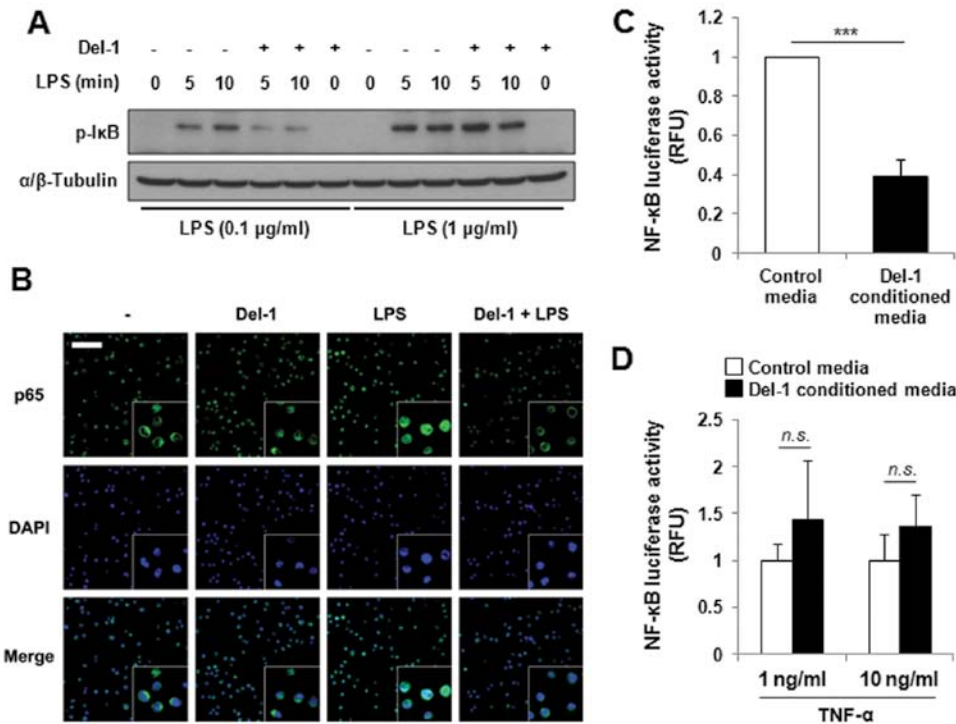 A
Del-1 - - - + + + - - - + + +
LPS (min) 0 5 10 5 10 0 0 5 10 5 10 0
p-IκB
α/β-Tubulin
LPS (0.1 µg/ml) LPS (1 µg/ml)
B
- Del-1 LPS Del-1 + LPS
p65
DAPI
Merge
C
NF-κB luciferase activity
(RFU)
1.2
1
0.8
0.6
0.4
0.2
0
***
Control
media
Del-1
conditioned
media
D
Control media
Del-1 conditioned media
NF-κB luciferase activity
(RFU)
2.5
2
1.5
1
0.5
0
n.s.
n.s.
1 ng/ml 10 ng/ml
TNF-α